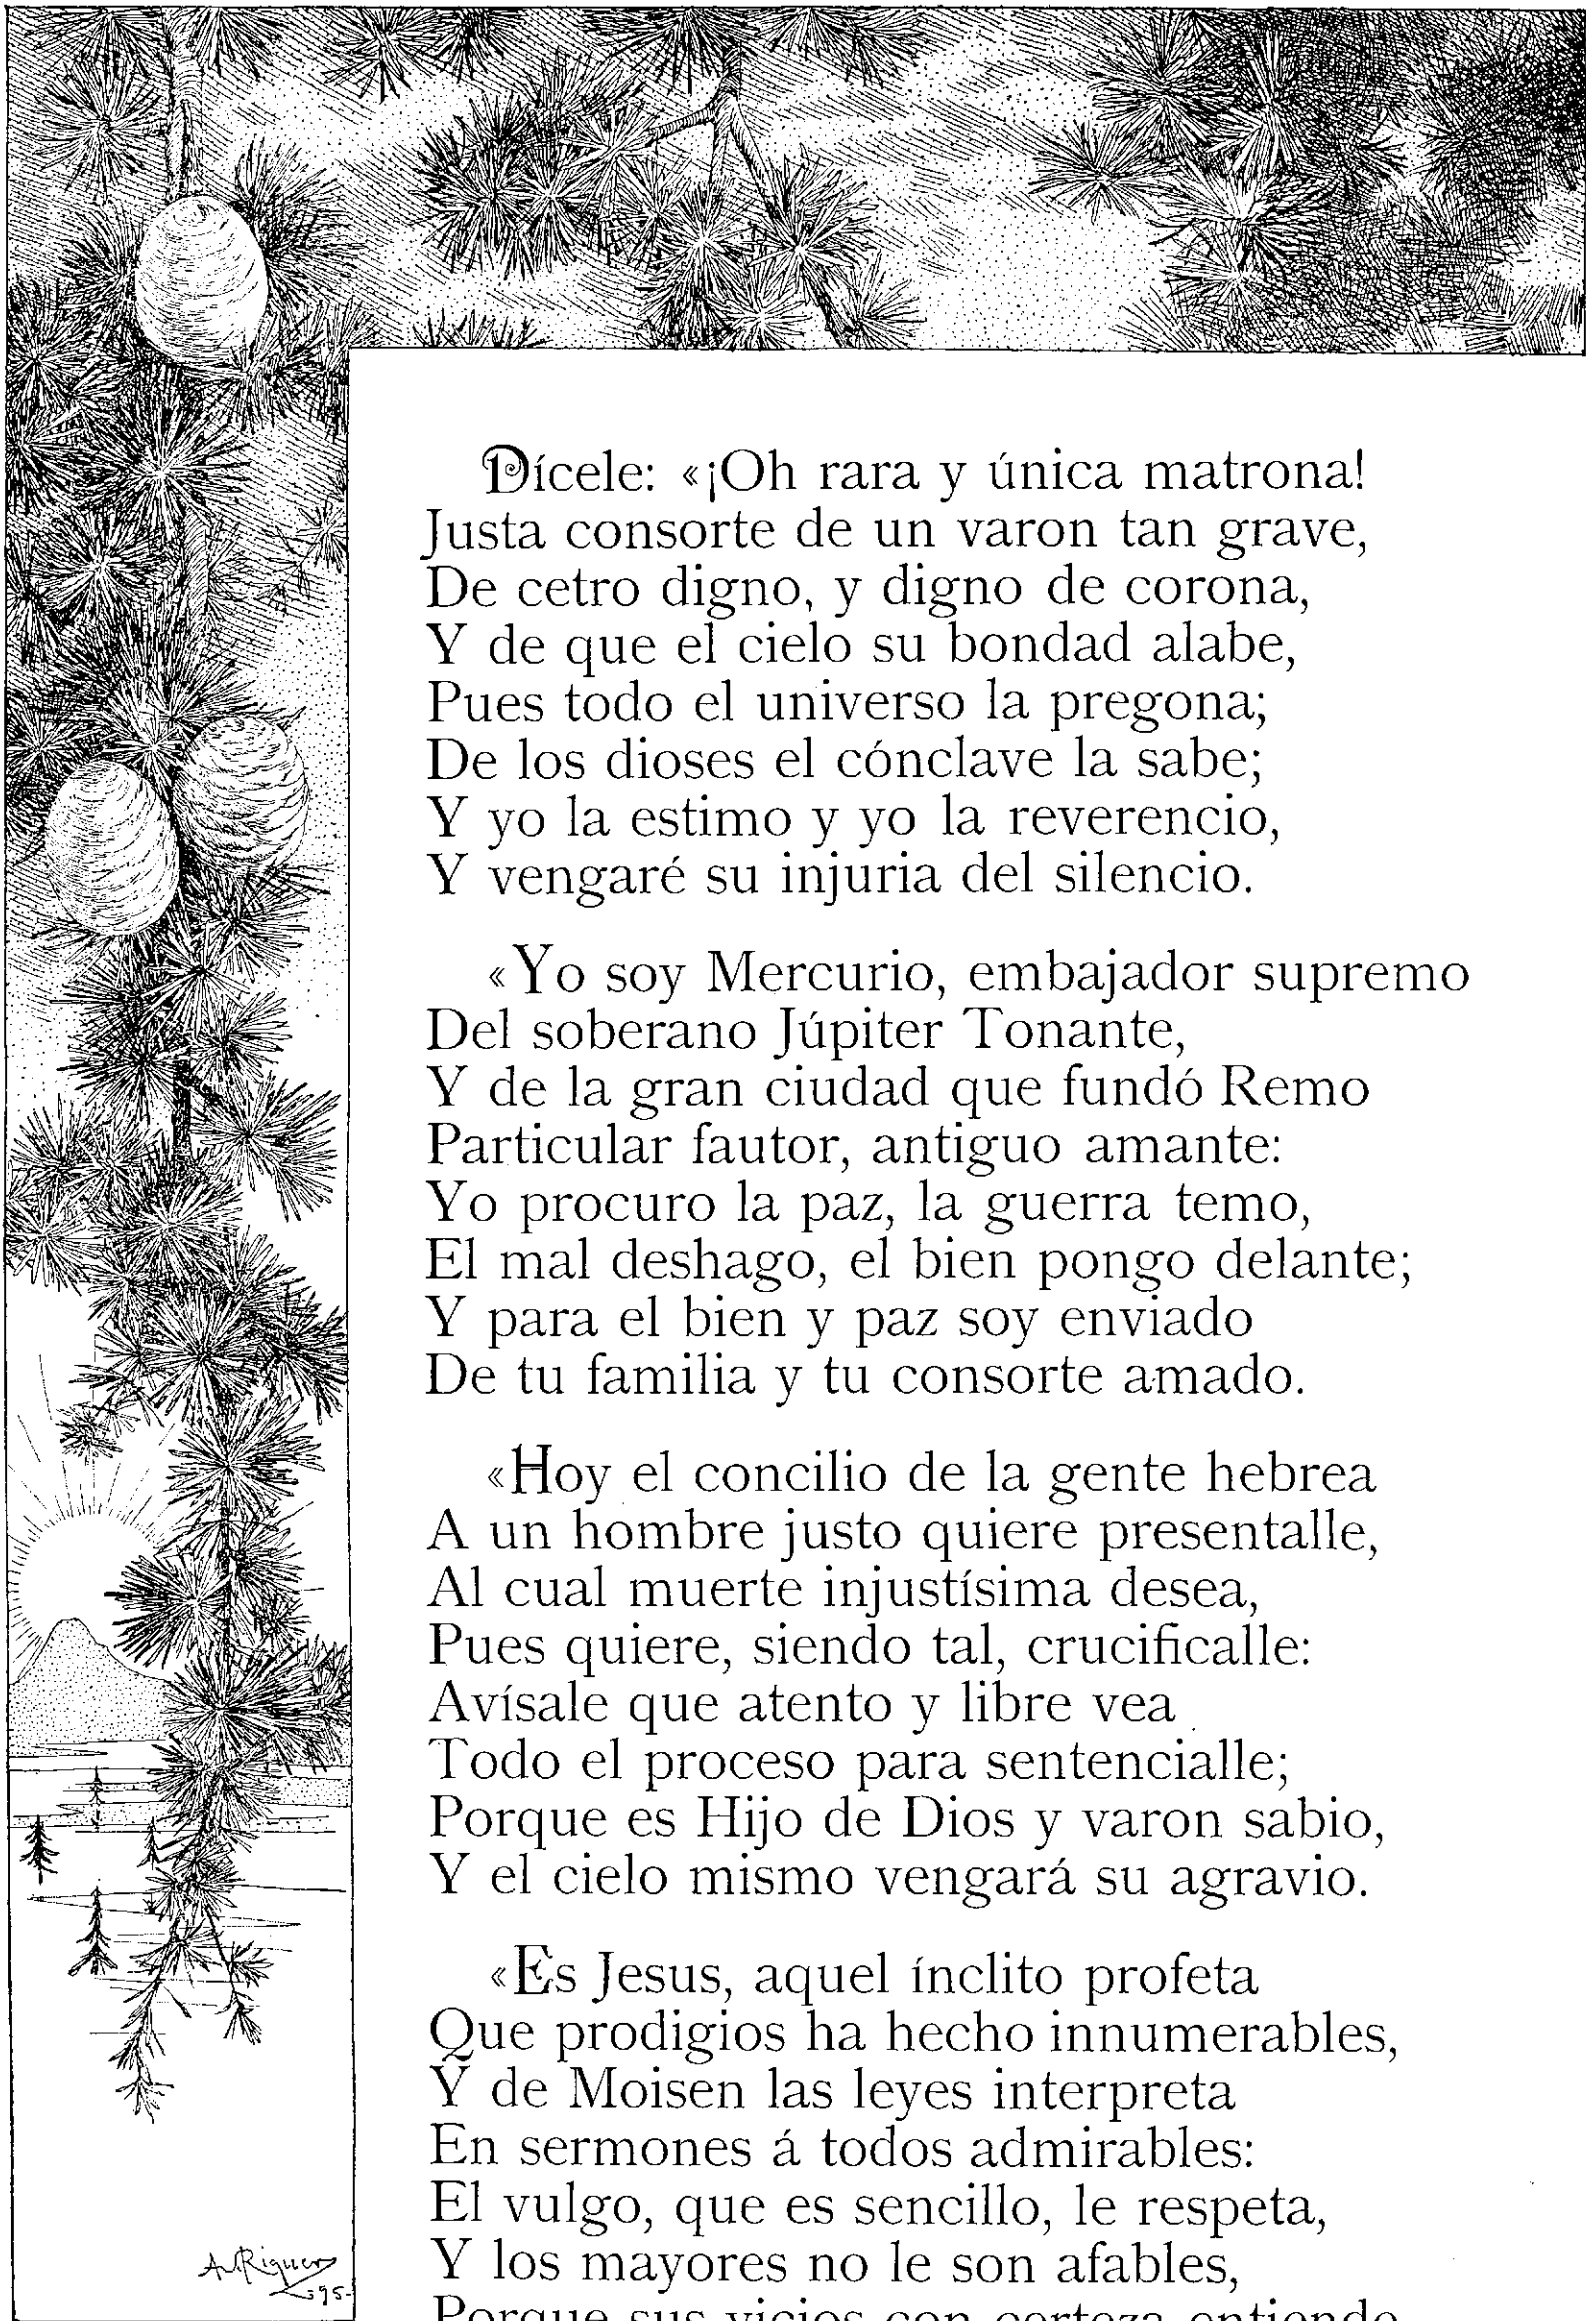 Dícele: «¡Oh rara y única matrona!
Justa consorte de un varon tan grave,
De cetro digno, y digno de corona,
Y de que el cielo su bondad alabe,
Pues todo el universo la pregona;
De los dioses el cónclave la sabe;
Y yo la estimo y yo la reverencio,
Y vengaré su injuria del silencio.
«Yo soy Mercurio, embajador supremo
Del soberano Júpiter Tonante,
Y de la gran ciudad que fundó Remo
Particular fautor, antiguo amante:
Yo procuro la paz, la guerra temo,
El mal deshago, el bien pongo delante;
Y para el bien y paz soy enviado
De tu familia y tu consorte amado.
«Hoy el concilio de la gente hebrea
A un hombre justo quiere presentalle,
Al cual muerte injustísima desea,
Pues quiere, siendo tal, crucificalle:
Avísale que atento y libre vea
Todo el proceso para sentencialle;
Porque es Hijo de Dios y varon sabio,
Y el cielo mismo vengará su agravio.
«Es Jesus, aquel ínclito profeta
Que prodigios ha hecho innumerables,
Y de Moisen las leyes interpreta
En sermones á todos admirables:
El vulgo, que es sencillo, le respeta,
Y los mayores no le son afables,
Porque sus vicios con certeza entiende
A. Riquer
95